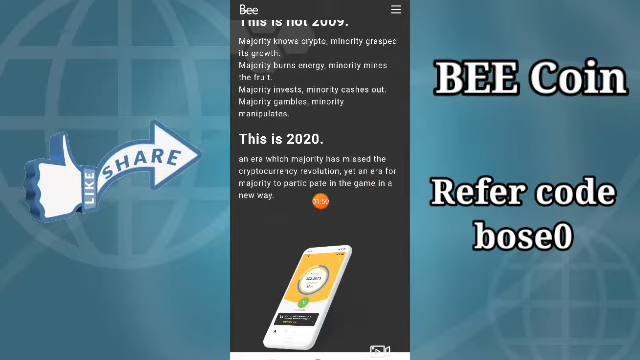 Bee
This is not 2009.
Majority knows crypto, minority grasped
its growth.
Majority burns energy, minority mines
the fruit.
Majority invests, minority cashes out.
Majority gambles, minority
manipulates.
This is 2020.
an era which majority has missed the
cryptocurrency revolution, yet an era for
majority to participate in the game in a
new way.
01:50
LIKE
SHARE
BEE Coin
Refer code
bose0